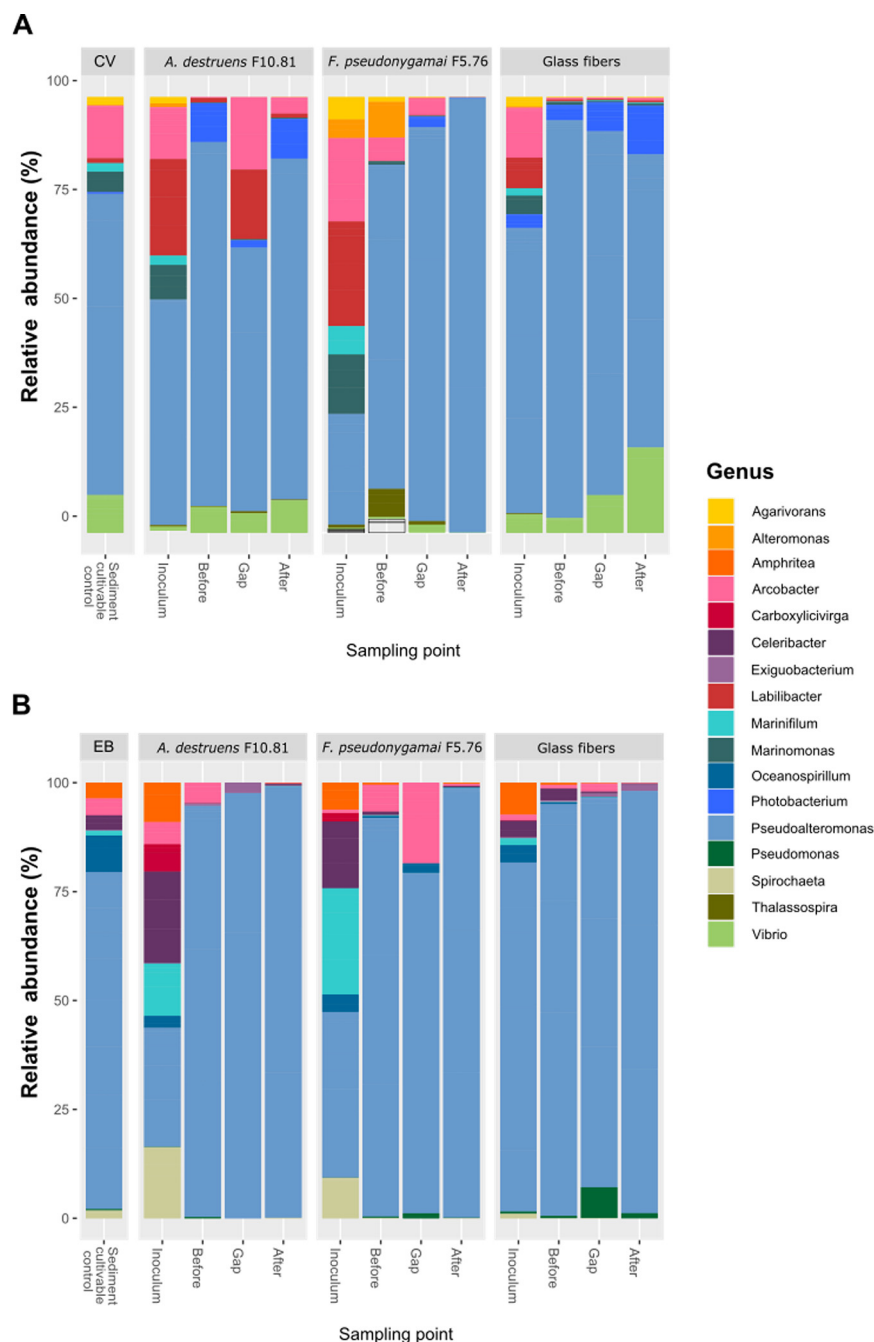 A
CV
A. destruens F10.81
F. pseudonygamai F5.76
Glass fibers
100
75
50
25
0
Relative abundance (%)
Sediment
cultivable
control
Inoculum
Before
Gap
After
Inoculum
Before
Gap
After
Inoculum
Before
Gap
After
Sampling point
Genus
Agarivorans
Alteromonas
Amphritea
Arcobacter
Carboxylicivirga
Celeribacter
Exiguobacterium
Labilibacter
Marinifilum
Marinomonas
Oceanospirillum
Photobacterium
Pseudoalteromonas
Pseudomonas
Spirochaeta
Thalassospira
Vibrio
B
EB
A. destruens F10.81
F. pseudonygamai F5.76
Glass fibers
100
75
50
25
0
Relative abundance (%)
Sediment
cultivable
control
Inoculum
Before
Gap
After
Inoculum
Before
Gap
After
Inoculum
Before
Gap
After
Sampling point